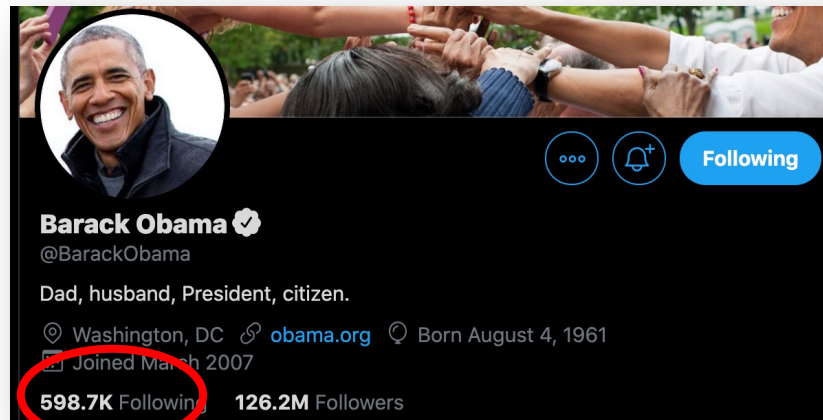 Following
Barack Obama
@BarackObama
Dad, husband, President, citizen.
Washington, DC obama.org Born August 4, 1961
Joined March 2007
598.7K Following 126.2M Followers